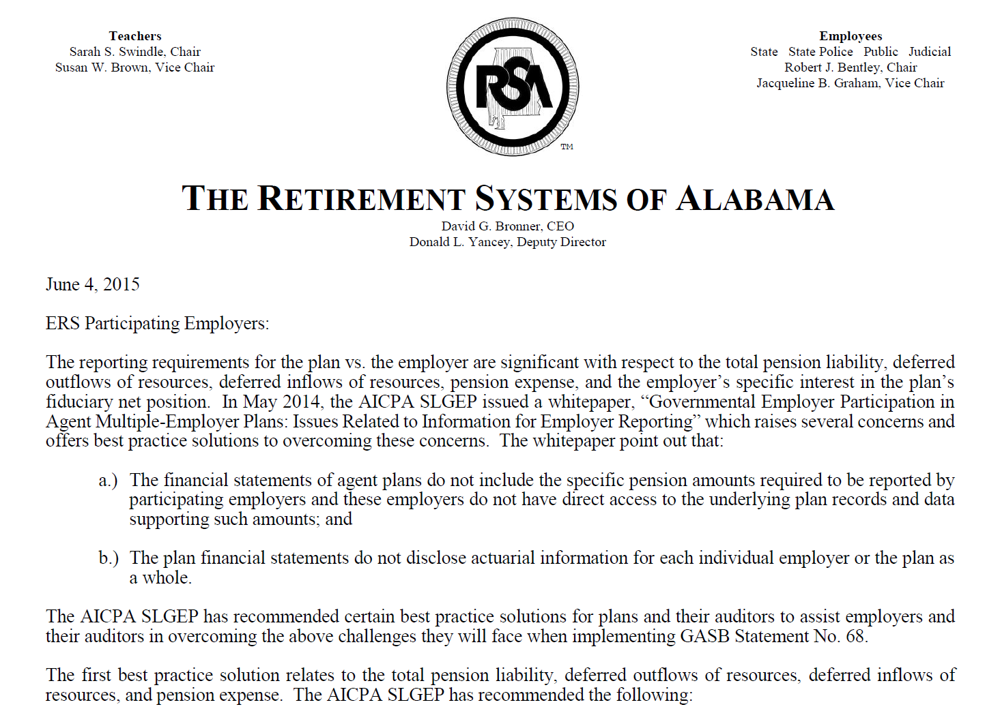 Teachers
Sarah S. Swindle, Chair
Susan W. Brown, Vice Chair
RSA
TM
Employees
State State Police Public Judicial
Robert J. Bentley, Chair
Jacqueline B. Graham, Vice Chair
THE RETIREMENT SYSTEMS OF ALABAMA
David G. Bronner, CEO
Donald L. Yancey, Deputy Director
June 4, 2015
ERS Participating Employers:
The reporting requirements for the plan vs. the employer are significant with respect to the total pension liability, deferred
outflows of resources, deferred inflows of resources, pension expense, and the employer’s specific interest in the plan’s
fiduciary net position. In May 2014, the AICPA SLGEP issued a whitepaper, “Governmental Employer Participation in
Agent Multiple-Employer Plans: Issues Related to Information for Employer Reporting” which raises several concerns and
offers best practice solutions to overcoming these concerns. The whitepaper point out that:
a.) The financial statements of agent plans do not include the specific pension amounts required to be reported by
participating employers and these employers do not have direct access to the underlying plan records and data
supporting such amounts; and
b.) The plan financial statements do not disclose actuarial information for each individual employer or the plan as
a whole.
The AICPA SLGEP has recommended certain best practice solutions for plans and their auditors to assist employers and
their auditors in overcoming the above challenges they will face when implementing GASB Statement No. 68.
The first best practice solution relates to the total pension liability, deferred outflows of resources, deferred inflows of
resources, and pension expense. The AICPA SLGEP has recommended the following: